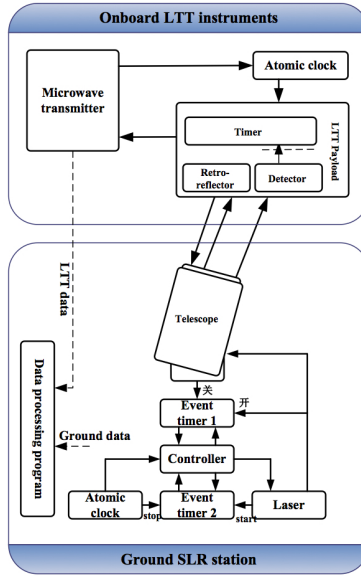 Onboard LTT instruments
Microwave
transmitter
Atomic clock
Timer
LTT Payload
Retro-
reflector
Detector
LTT data
Telescope
关
开
Event
timer 1
Data processing program
Ground data
Controller
Atomic
clock
stop
Event
timer 2
start
Laser
Ground SLR station